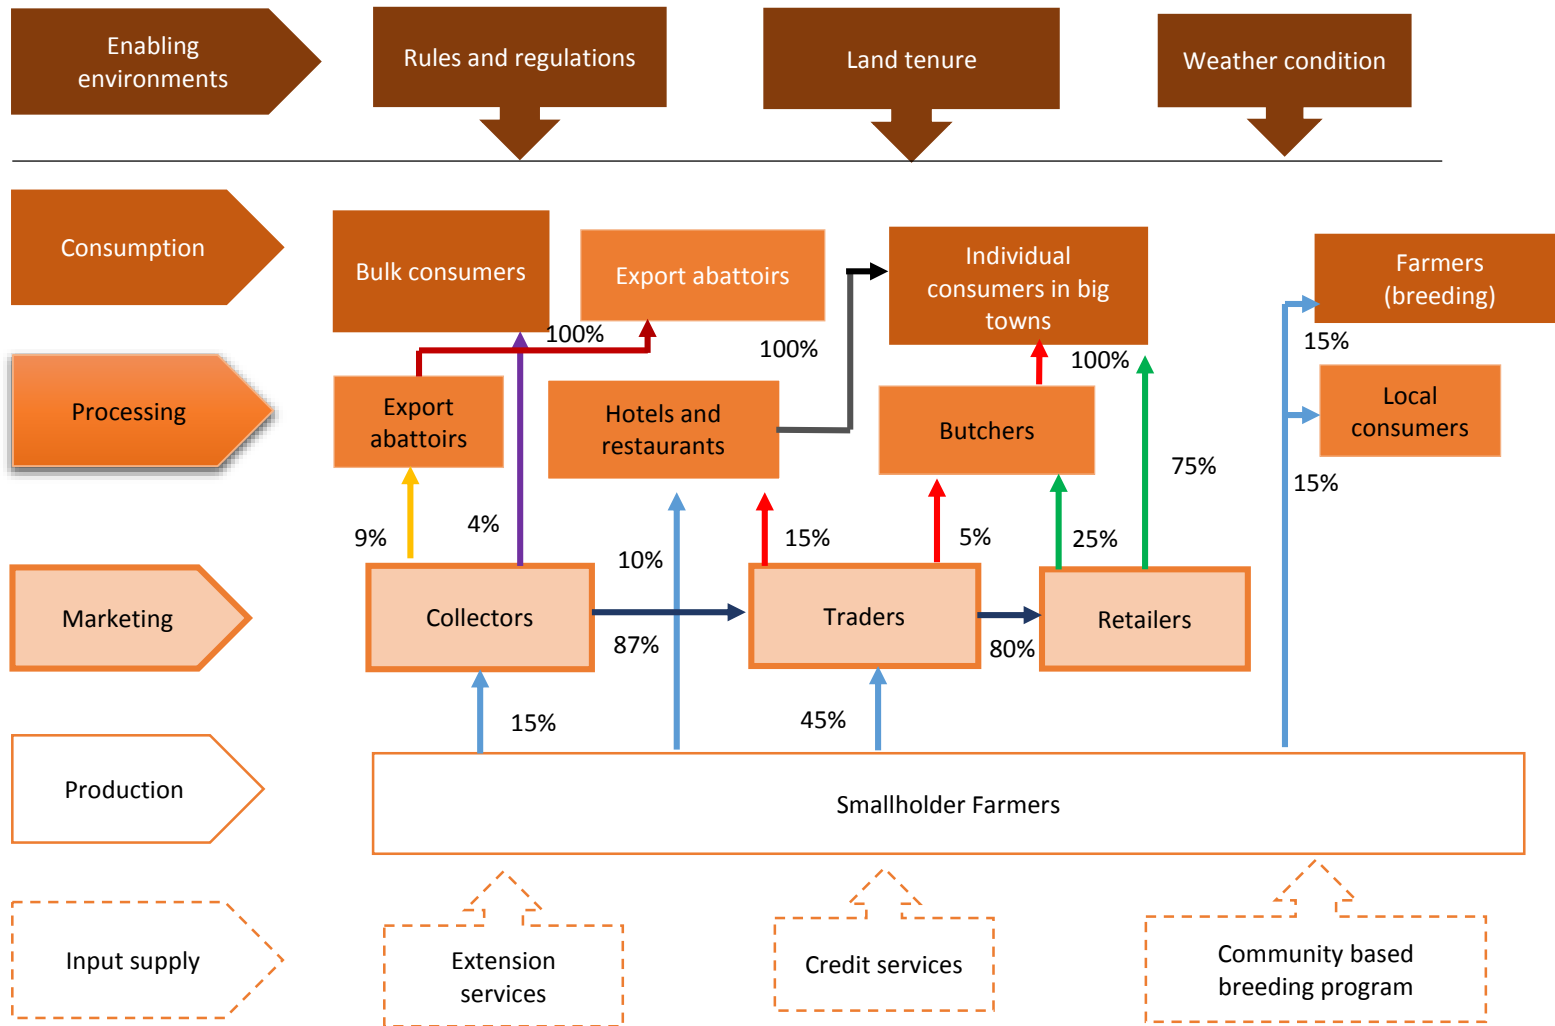 Enabling
environments
Rules and regulations
Land tenure
Weather condition
Consumption
Bulk consumers
Export abattoirs
Individual
consumers in big
towns
Farmers
(breeding)
100%
100%
100%
15%
Processing
Export
abattoirs
Hotels and
restaurants
Butchers
Local
consumers
75%
15%
9%
4%
10%
15%
5%
25%
Marketing
Collectors
Traders
Retailers
87%
80%
15%
45%
Production
Smallholder Farmers
Input supply
Extension
services
Credit services
Community based
breeding program